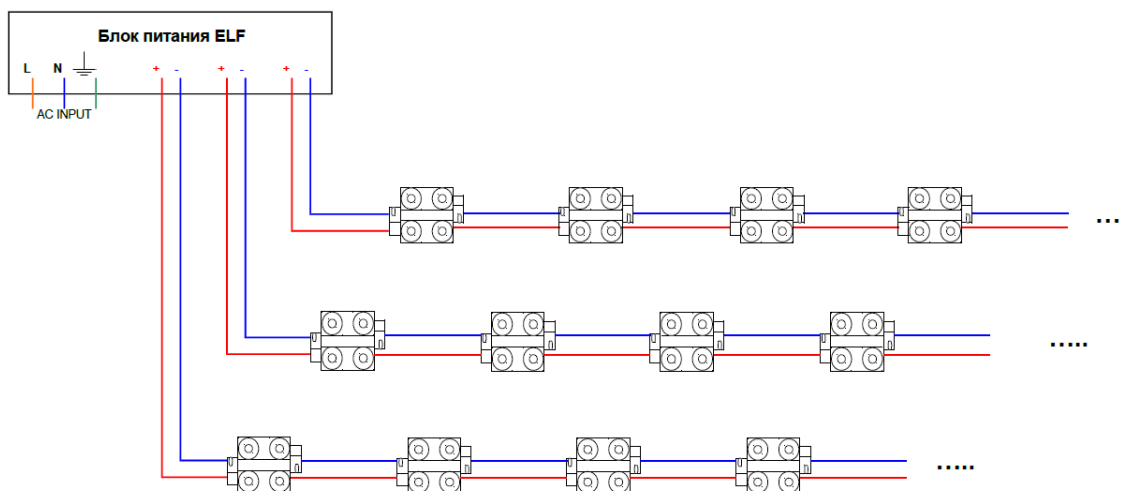 Блок питания ELF
L N
+ - + - + -
AC INPUT
...
.....
.....